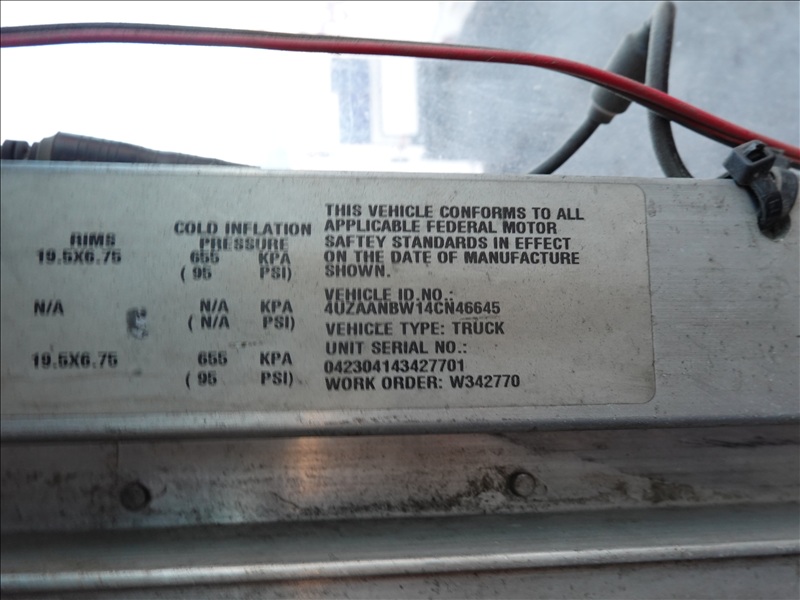 RIMS
19.5X6.75
N/A
19.5X6.75
COLD INFLATION
PRESSURE
655 KPA
( 95 PSI)
N/A KPA
( N/A PSI)
655 KPA
( 95 PSI)
THIS VEHICLE CONFORMS TO ALL
APPLICABLE FEDERAL MOTOR
SAFTEY STANDARDS IN EFFECT
ON THE DATE OF MANUFACTURE
SHOWN.
VEHICLE ID.NO.:
4UZAANBW14CN46645
VEHICLE TYPE: TRUCK
UNIT SERIAL NO.:
042304143427701
WORK ORDER: W342770